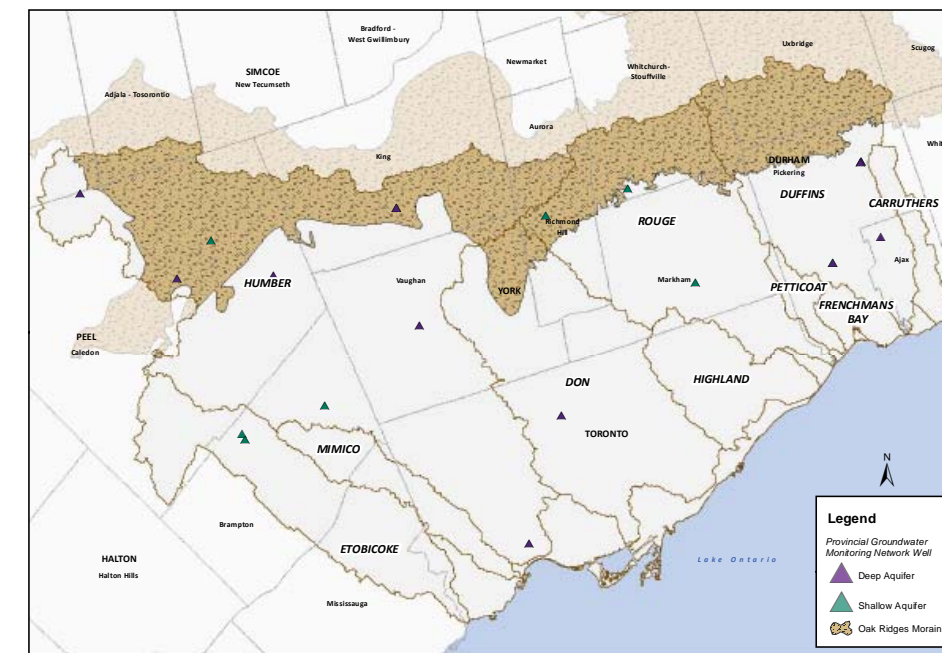 Bradford -
West Gwillimbury
Uxbridge
Scugog
Newmarket
Whitchurch-
Stouffville
SIMCOE
New Tecumseth
Adjala - Tosorontio
Aurora
King
Whit
DURHAM
Pickering
DUFFINS
CARRUTHERS
ROUGE
Richmond
Hill
Ajax
Vaughan
Markham
HUMBER
YORK
PETTICOAT
FRENCHMANS
BAY
PEEL
Caledon
DON
HIGHLAND
TORONTO
MIMICO
N
Brampton
ETOBICOKE
HALTON
Halton Hills
Mississauga
Lake Ontario
Legend
Provincial Groundwater
Monitoring Network Well
Deep Aquifer
Shallow Aquifer
Oak Ridges Morain